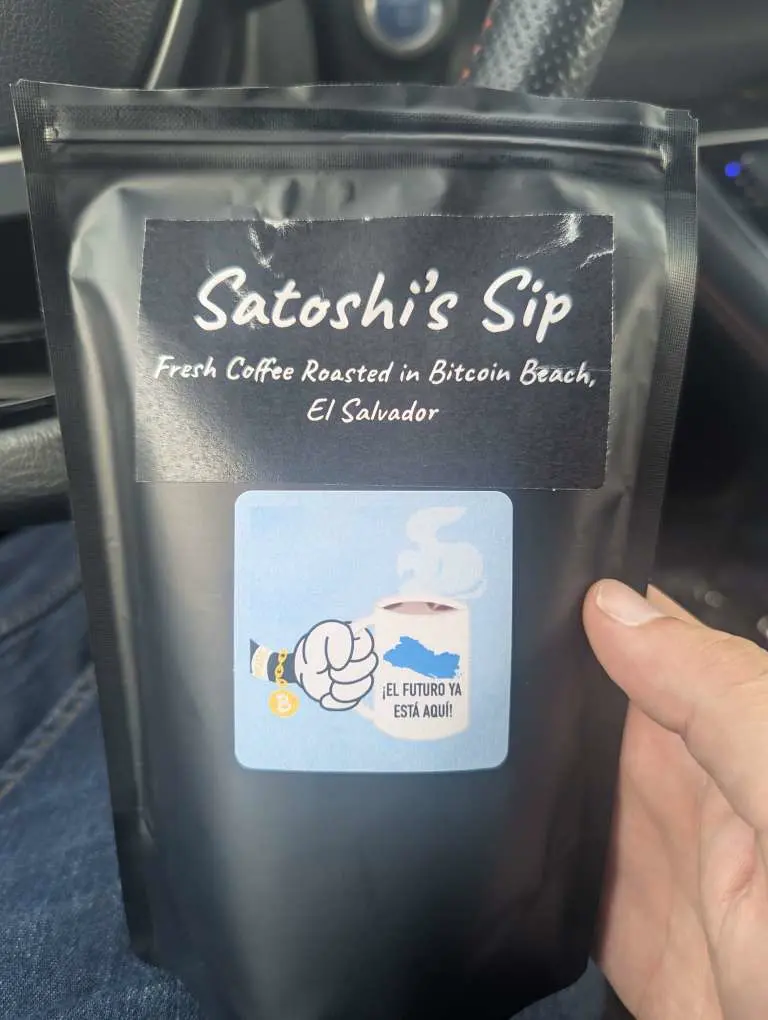 Satoshi's Sip
Fresh Coffee Roasted in Bitcoin Beach,
El Salvador
¡EL FUTURO YA
ESTÁ AQUÍ!